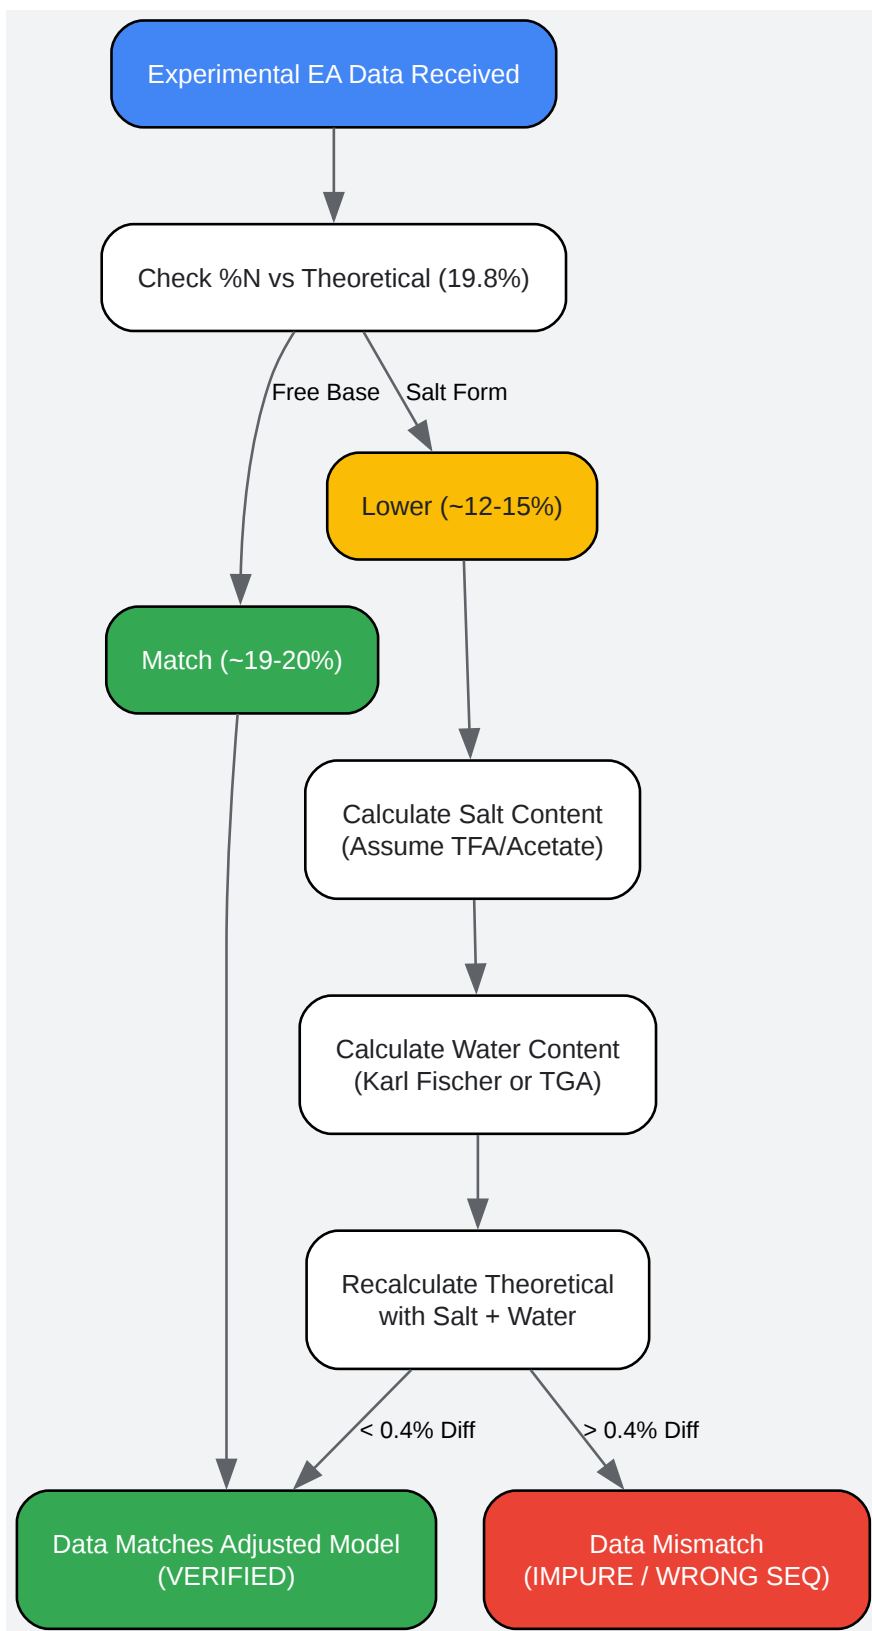 Experimental EA Data Received
Check %N vs Theoretical (19.8%)
Free Base
Salt Form
Lower (~12-15%)
Match (~19-20%)
Calculate Salt Content
(Assume TFA/Acetate)
Calculate Water Content
(Karl Fischer or TGA)
Recalculate Theoretical
with Salt + Water
< 0.4% Diff
> 0.4% Diff
Data Matches Adjusted Model
(VERIFIED)
Data Mismatch
(IMPURE / WRONG SEQ)